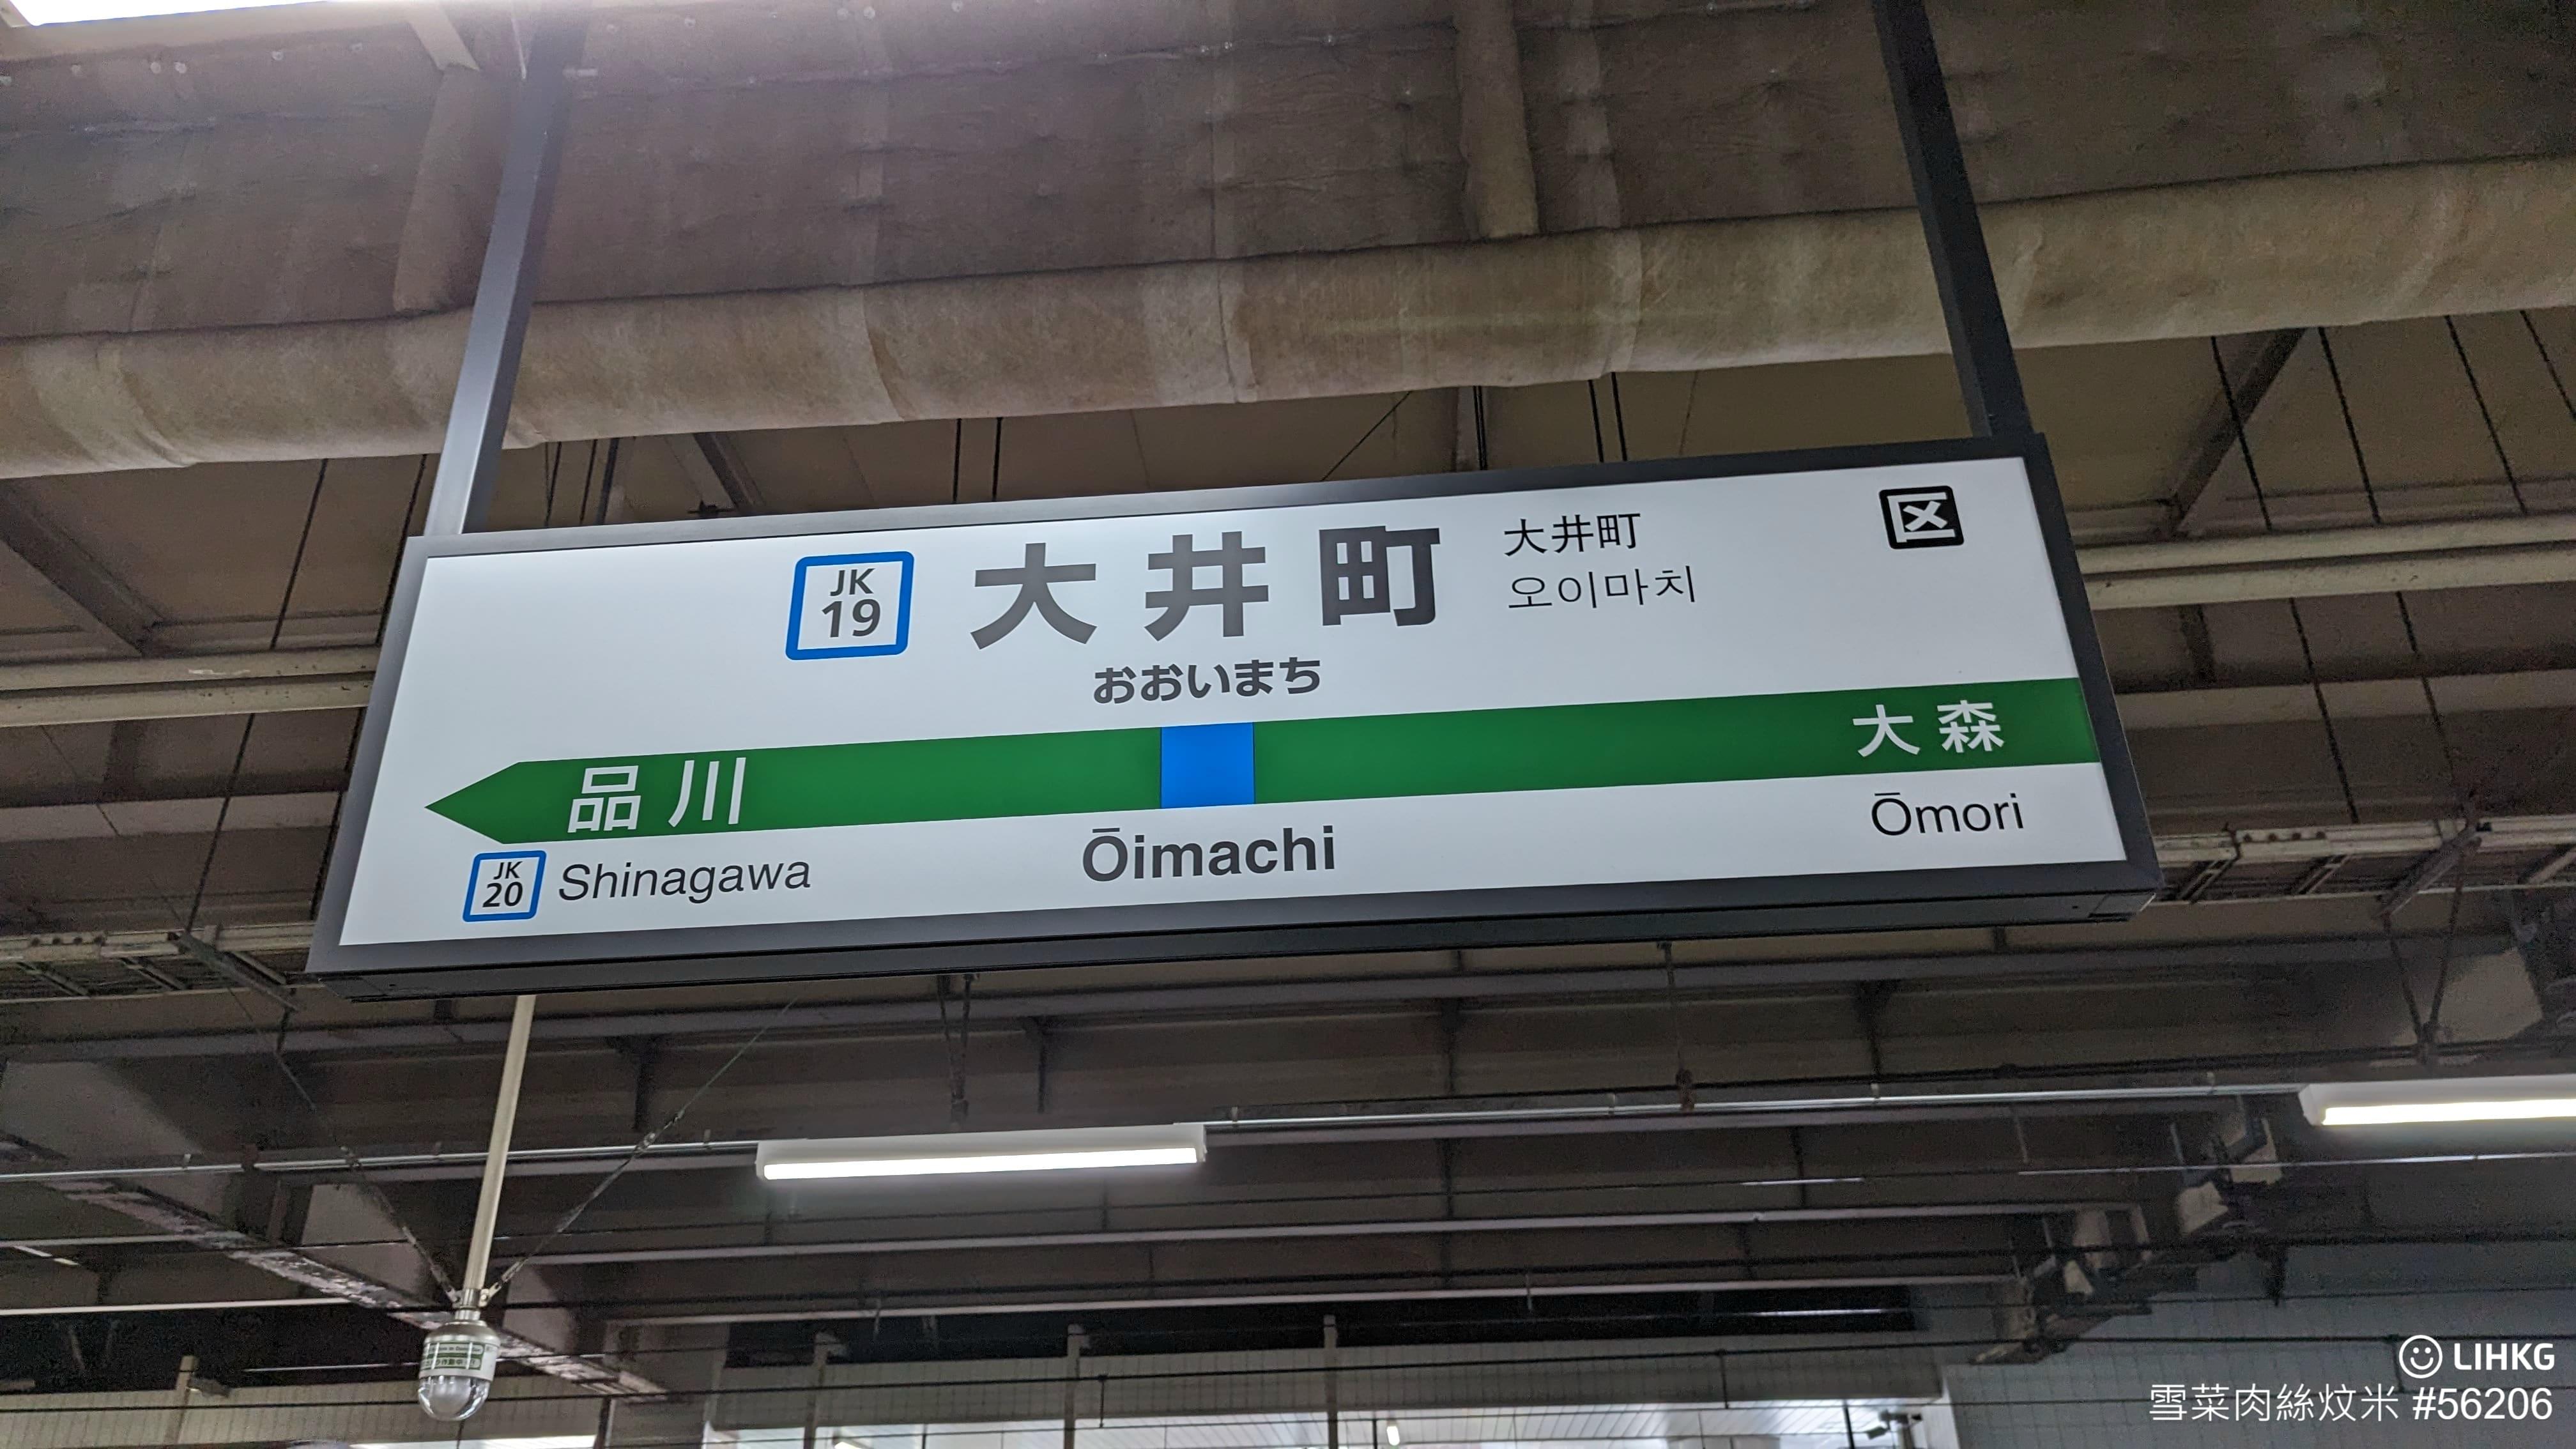 JK
19
大井町
大井町
오이마치
区
おおいまち
品川
大森
JK
20
Shinagawa
Ōimachi
Ōmori
LIHKG
雪菜肉絲炆米 #56206